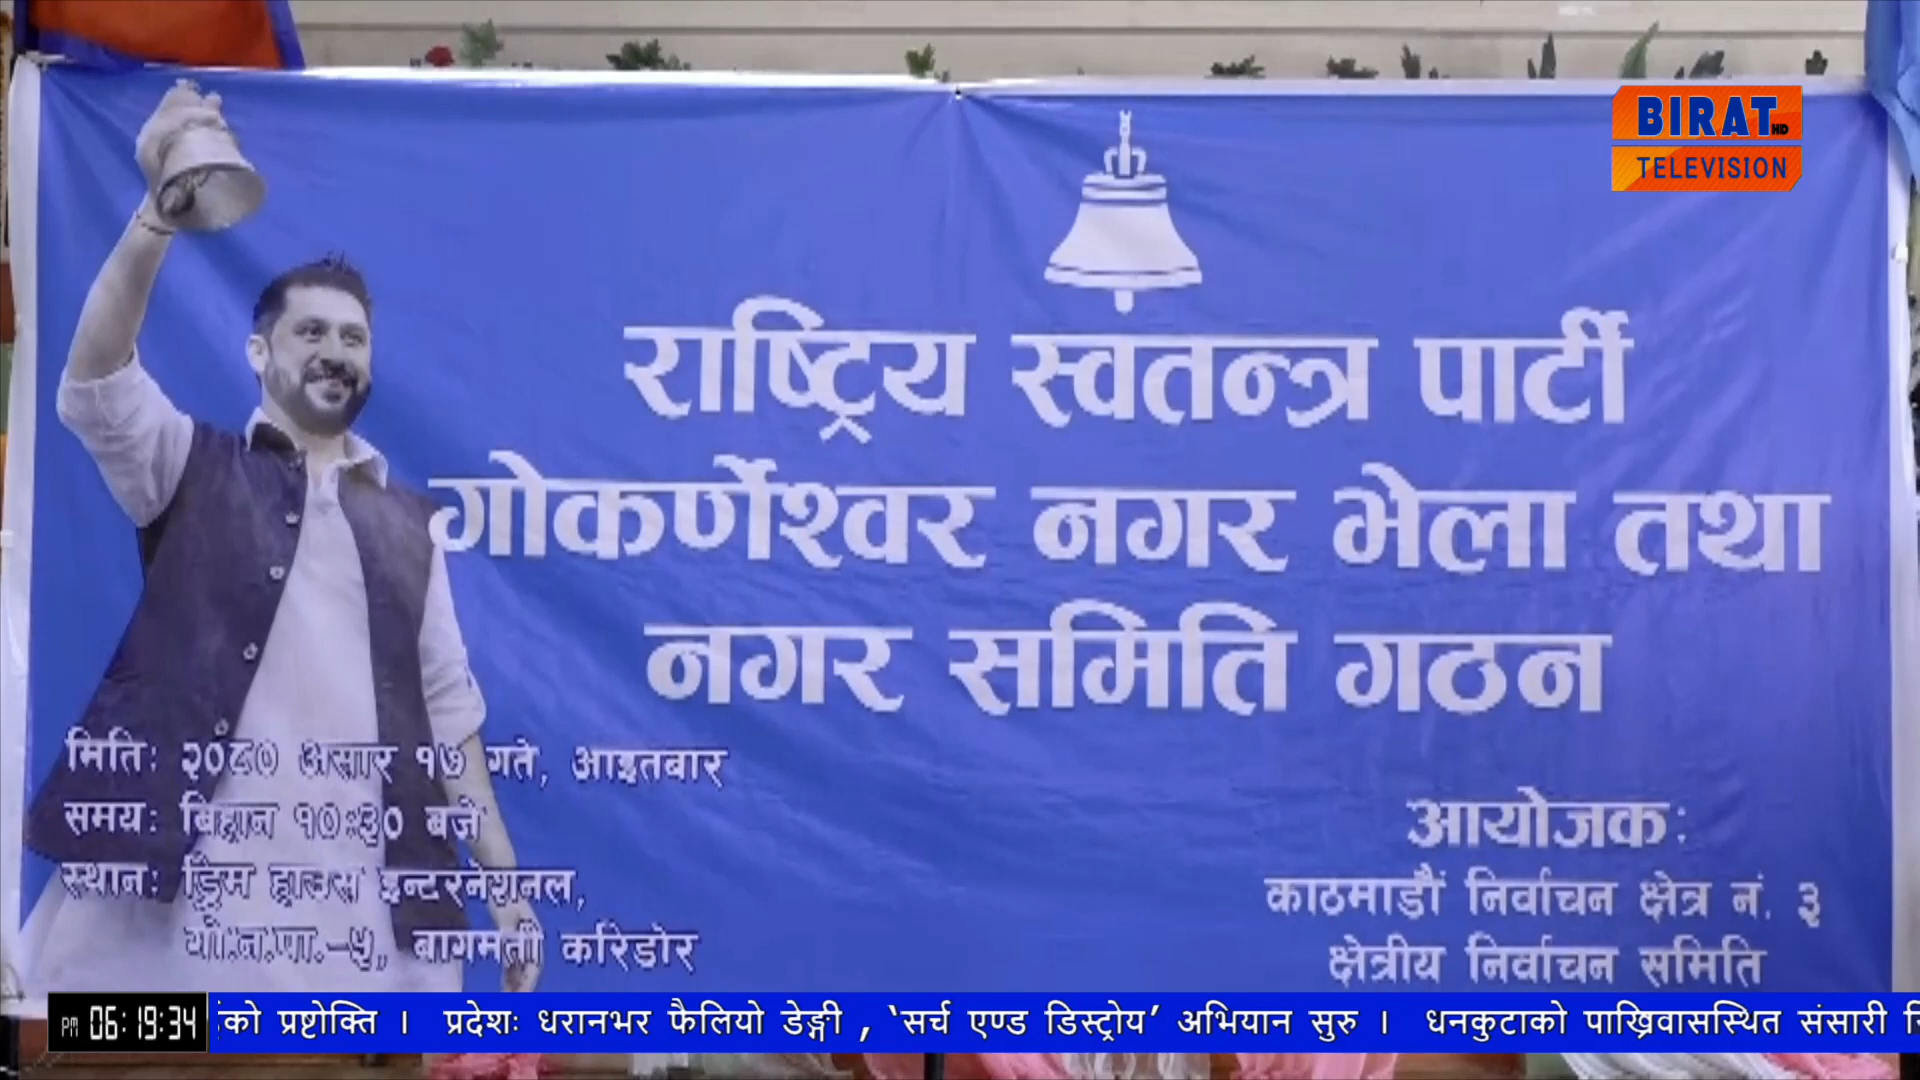 BIRAT HD
TELEVISION
राष्ट्रिय स्वतन्त्र पार्टी
गोकर्णेश्वर नगर भेला तथा
नगर समिति गठन
मितिः २०८० असार १७ गते, आइतबार
समयः बिहान १०:३० बजे
स्थानः ड्रिम हाउस इन्टरनेशनल,
गो.न.पा.-५, बागमती करिडोर
आयोजकः
काठमाडौं निर्वाचन क्षेत्र नं. ३
क्षेत्रीय निर्वाचन समिति
PM 06:19:34
को प्रष्टोक्ति । प्रदेशः धरानभर फैलियो डेङ्गी , ‘सर्च एण्ड डिस्ट्रोय’ अभियान सुरु । धनकुटाको पाख्रिवासस्थित संसारी